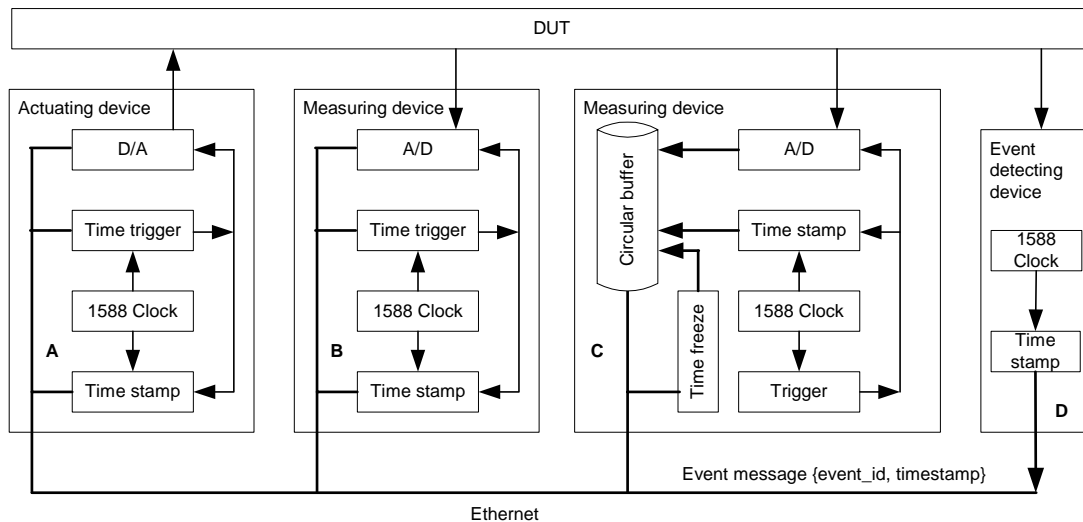 DUT
Actuating device
D/A
Time trigger
1588 Clock
A
Time stamp
Measuring device
A/D
Time trigger
1588 Clock
B
Time stamp
Measuring device
Circular buffer
A/D
Time stamp
1588 Clock
C
Time freeze
Trigger
Event
detecting
device
1588
Clock
Time
stamp
D
Event message {event_id, timestamp}
Ethernet